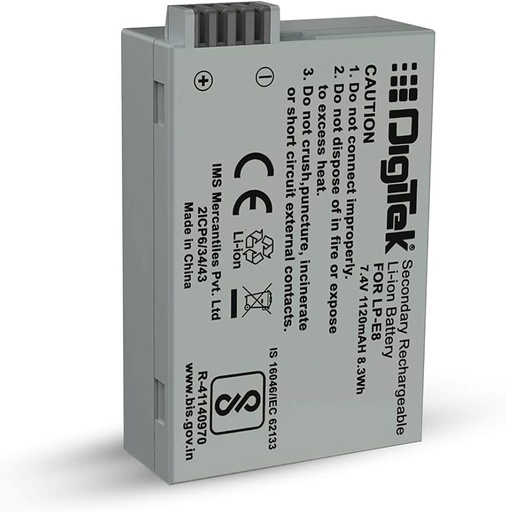 DIGITEK®
Secondary Rechargeable
Li-ion Battery
FOR LP-E8
7.4V 1120mAH 8.3Wh
CAUTION
1. Do not connect improperly.
2. Do not dispose of in fire or expose
to excess heat.
3. Do not crush,puncture, incinerate
or short circuit external contacts.
+
−
CE
Li-ion
IS 16046/IEC 62133
IMS Mercantiles Pvt. Ltd
2ICP6/34/43
Made in China
R-41140970
www.bis.gov.in